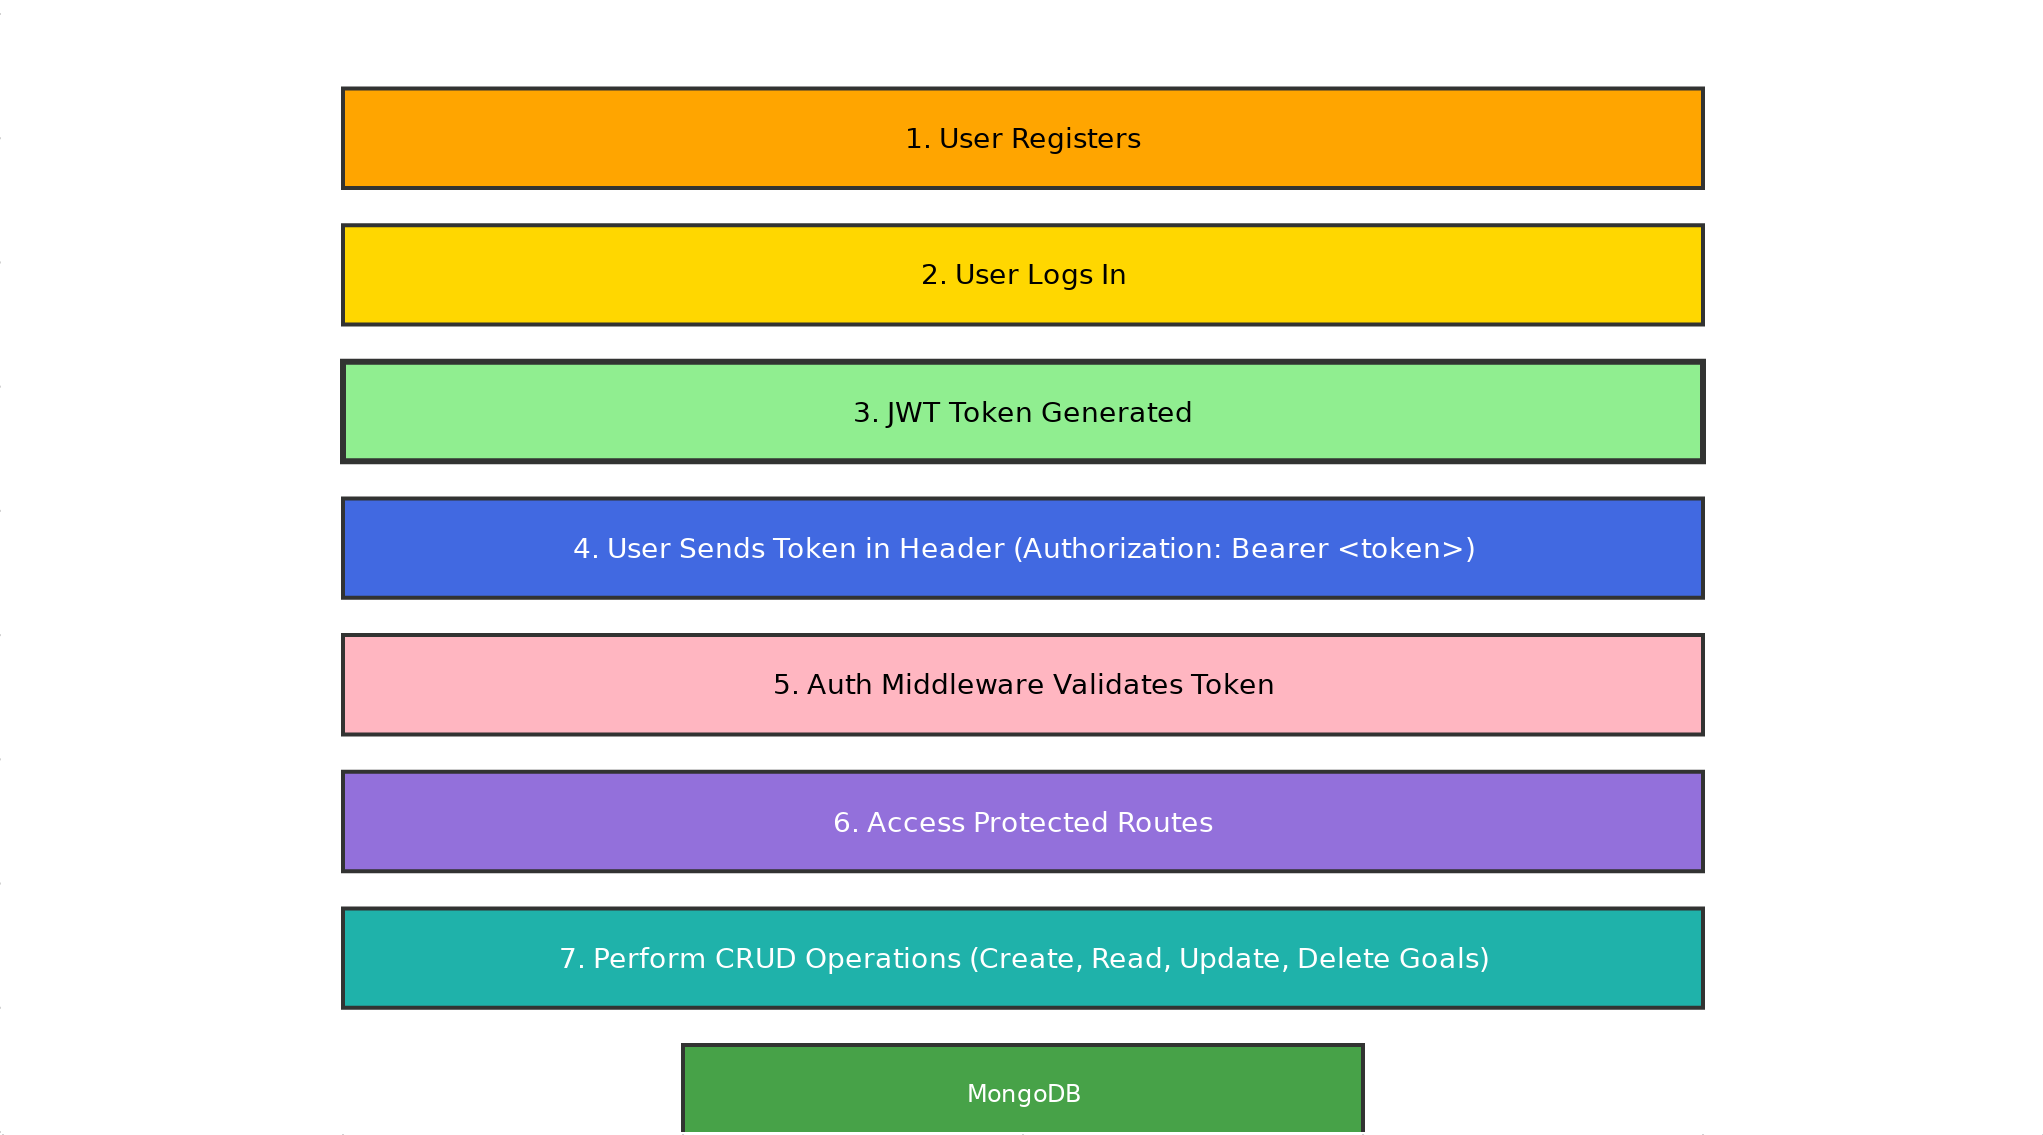 1. User Registers
2. User Logs In
3. JWT Token Generated
4. User Sends Token in Header (Authorization: Bearer <token>)
5. Auth Middleware Validates Token
6. Access Protected Routes
7. Perform CRUD Operations (Create, Read, Update, Delete Goals)
MongoDB